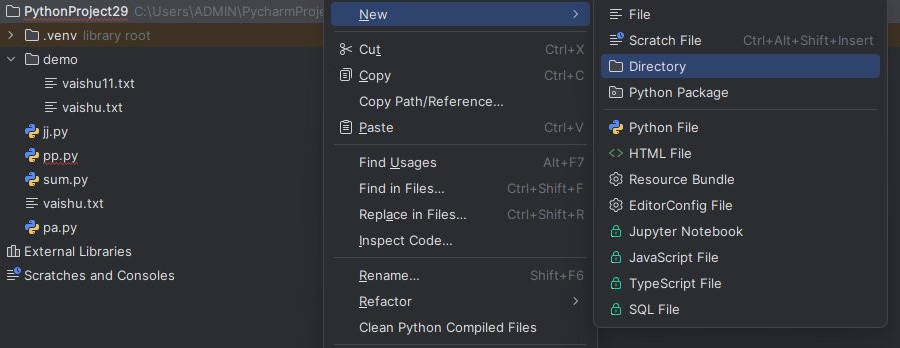 PythonProject29 C:\Users\ADMIN\PycharmProje
.venv library root
demo
vaishu11.txt
vaishu.txt
jj.py
pp.py
sum.py
vaishu.txt
pa.py
External Libraries
Scratches and Consoles
New
Cut Ctrl+X
Copy Ctrl+C
Copy Path/Reference...
Paste Ctrl+V
Find Usages Alt+F7
Find in Files... Ctrl+Shift+F
Replace in Files... Ctrl+Shift+R
Inspect Code...
Rename... Shift+F6
Refactor
Clean Python Compiled Files
File
Scratch File Ctrl+Alt+Shift+Insert
Directory
Python Package
Python File
HTML File
Resource Bundle
EditorConfig File
Jupyter Notebook
JavaScript File
TypeScript File
SQL File